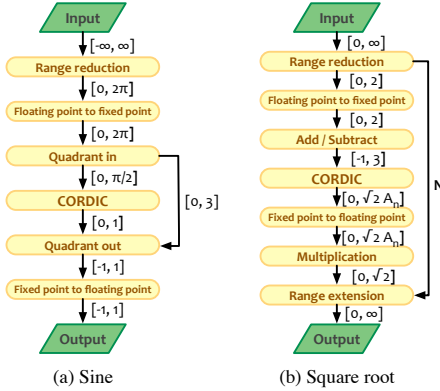 Input
[-∞, ∞]
Range reduction
[0, 2π]
Floating point to fixed point
[0, 2π]
Quadrant in
[0, π/2]
[0, 3]
CORDIC
[0, 1]
Quadrant out
[-1, 1]
Fixed point to floating point
[-1, 1]
Output
(a) Sine
Input
[0, ∞]
Range reduction
[0, 2]
Floating point to fixed point
[0, 2]
Add / Subtract
[-1, 3]
N
CORDIC
[0, √2 Aₙ]
Fixed point to floating point
[0, √2 Aₙ]
Multiplication
[0, √2]
Range extension
[0, ∞]
Output
(b) Square root